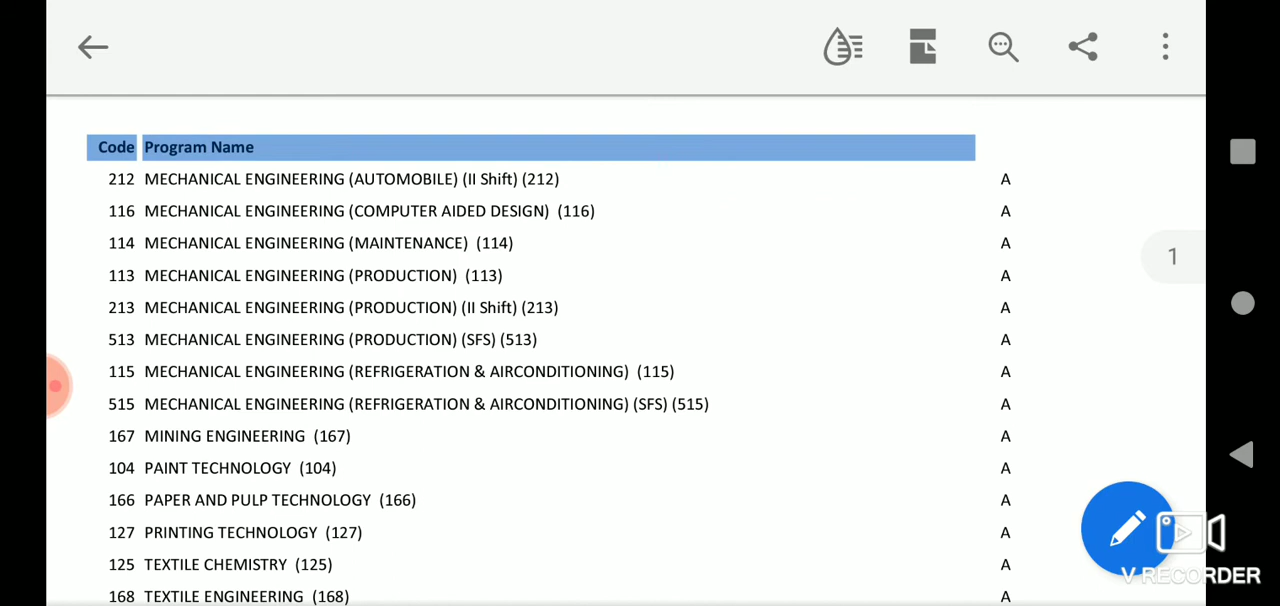 Code Program Name
212 MECHANICAL ENGINEERING (AUTOMOBILE) (II Shift) (212) A
116 MECHANICAL ENGINEERING (COMPUTER AIDED DESIGN) (116) A
114 MECHANICAL ENGINEERING (MAINTENANCE) (114) A
113 MECHANICAL ENGINEERING (PRODUCTION) (113) A
1
213 MECHANICAL ENGINEERING (PRODUCTION) (II Shift) (213) A
513 MECHANICAL ENGINEERING (PRODUCTION) (SFS) (513) A
115 MECHANICAL ENGINEERING (REFRIGERATION & AIRCONDITIONING) (115) A
515 MECHANICAL ENGINEERING (REFRIGERATION & AIRCONDITIONING) (SFS) (515) A
167 MINING ENGINEERING (167) A
104 PAINT TECHNOLOGY (104) A
166 PAPER AND PULP TECHNOLOGY (166) A
127 PRINTING TECHNOLOGY (127) A
125 TEXTILE CHEMISTRY (125) A
V RECORDER
168 TEXTILE ENGINEERING (168) A